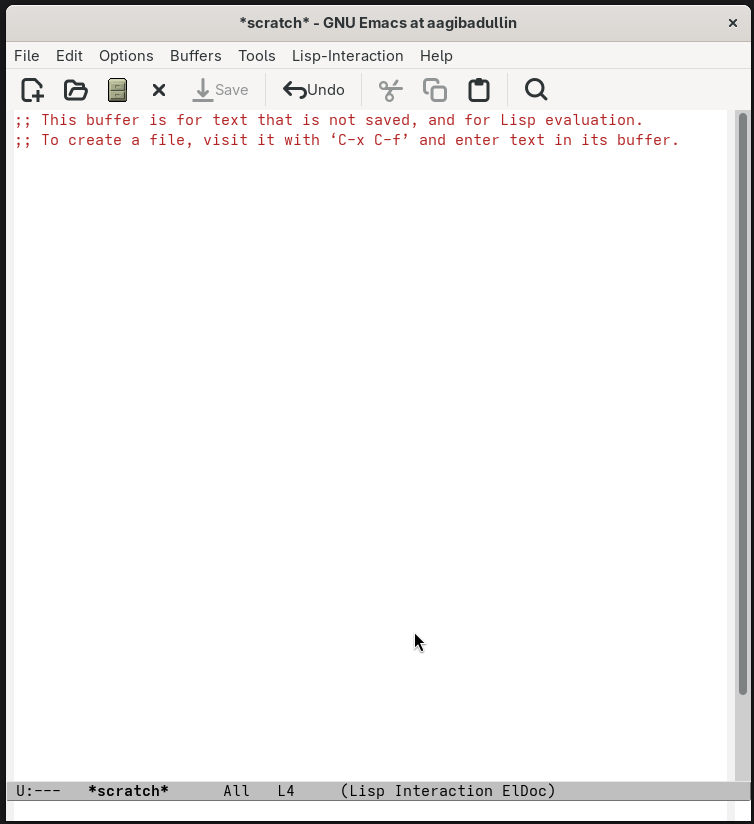 *scratch* - GNU Emacs at aagibadullin
File Edit Options Buffers Tools Lisp-Interaction Help
Save Undo
;; This buffer is for text that is not saved, and for Lisp evaluation.
;; To create a file, visit it with ‘C-x C-f’ and enter text in its buffer.
U:--- *scratch* All L4 (Lisp Interaction ElDoc)